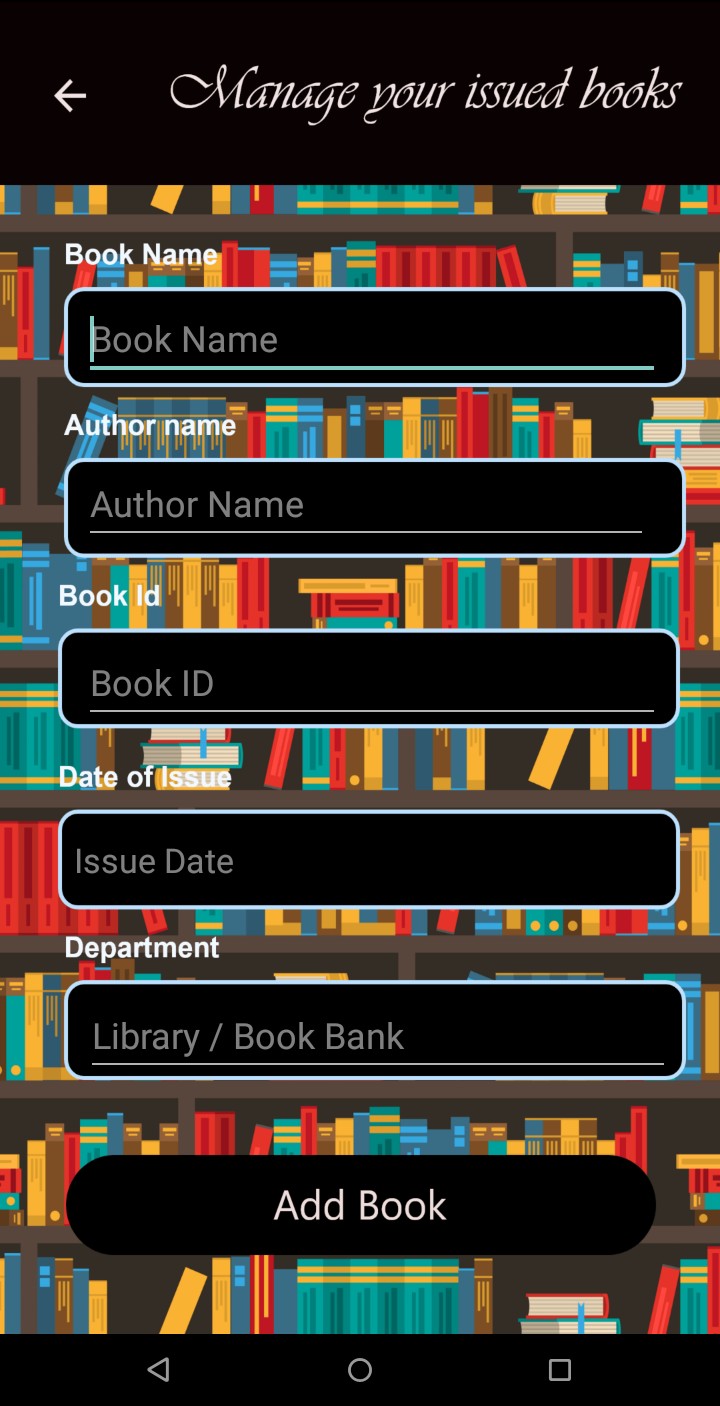 Manage your issued books
Book Name
Book Name
Author name
Author Name
Book Id
Book ID
Date of Issue
Issue Date
Department
Library / Book Bank
Add Book